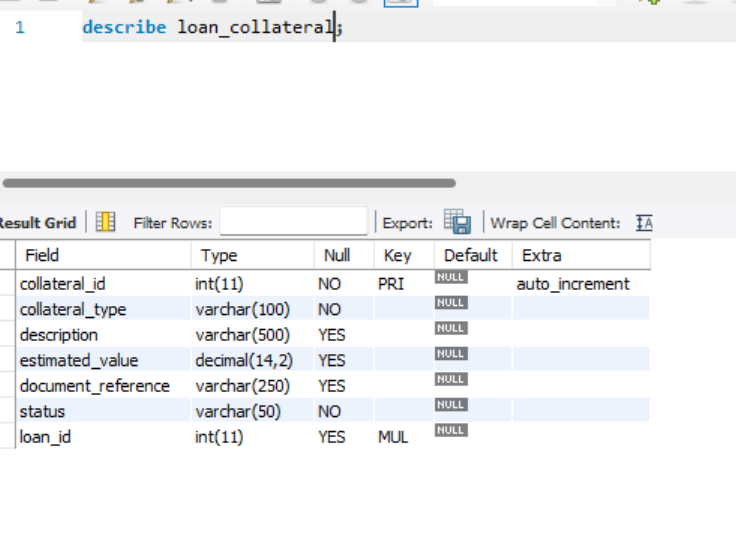 1 describe loan_collateral;
Result Grid Filter Rows: Export: Wrap Cell Content: IA
Field Type Null Key Default Extra
collateral_id int(11) NO PRI NULL auto_increment
collateral_type varchar(100) NO NULL
description varchar(500) YES NULL
estimated_value decimal(14,2) YES NULL
document_reference varchar(250) YES NULL
status varchar(50) NO NULL
loan_id int(11) YES MUL NULL